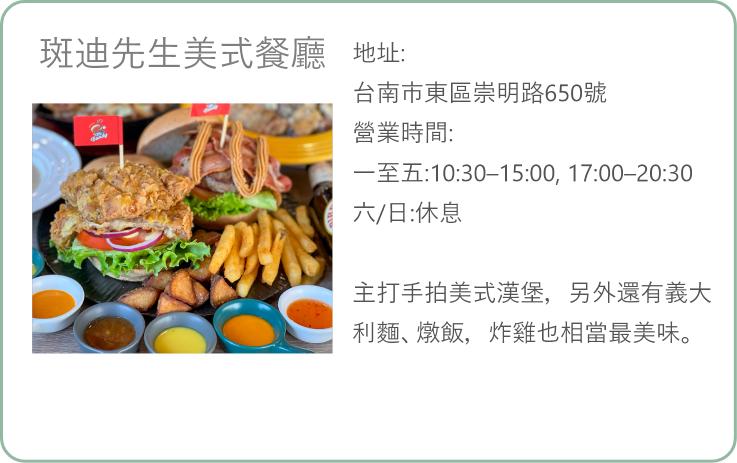 斑迪先生美式餐廳
地址:
台南市東區崇明路650號
營業時間:
一至五:10:30–15:00, 17:00–20:30
六/日:休息
主打手拍美式漢堡，另外還有義大
利麵、燉飯，炸雞也相當最美味。